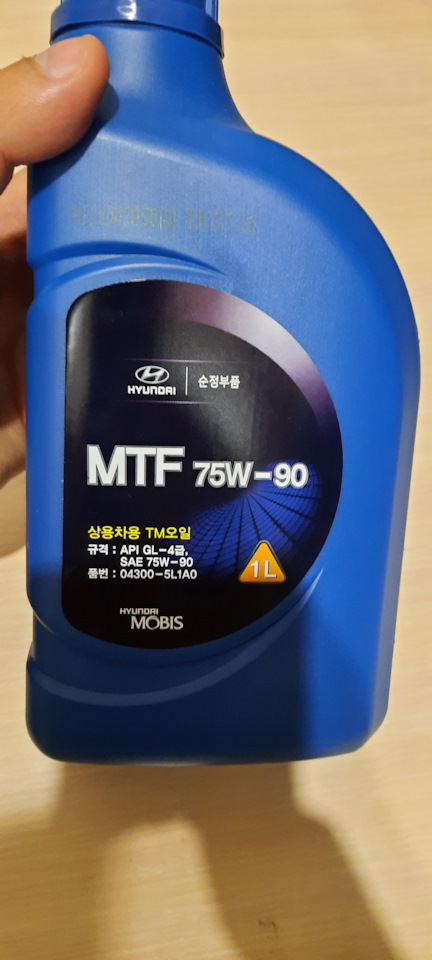 HYUNDAI 순정부품
MTF 75W-90
상용차용 TM오일
규격 : API GL-4급,
SAE 75W-90
품번 : 04300-5L1A0
1L
HYUNDAI
MOBIS